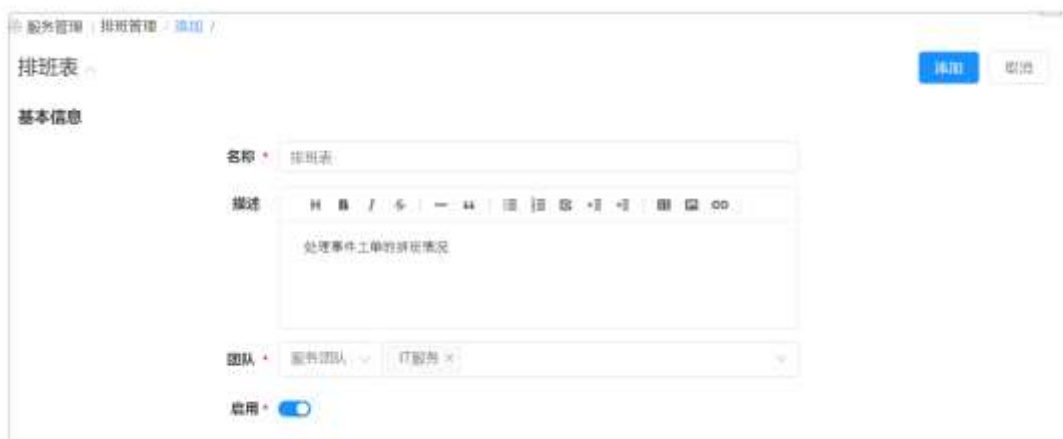 服务管理 / 排班管理 / 添加 /
排班表
添加 取消
基本信息
名称 * 排班表
描述
H B I S
处理事件工单的排班情况
团队 * 服务团队 IT服务 ×
启用 *